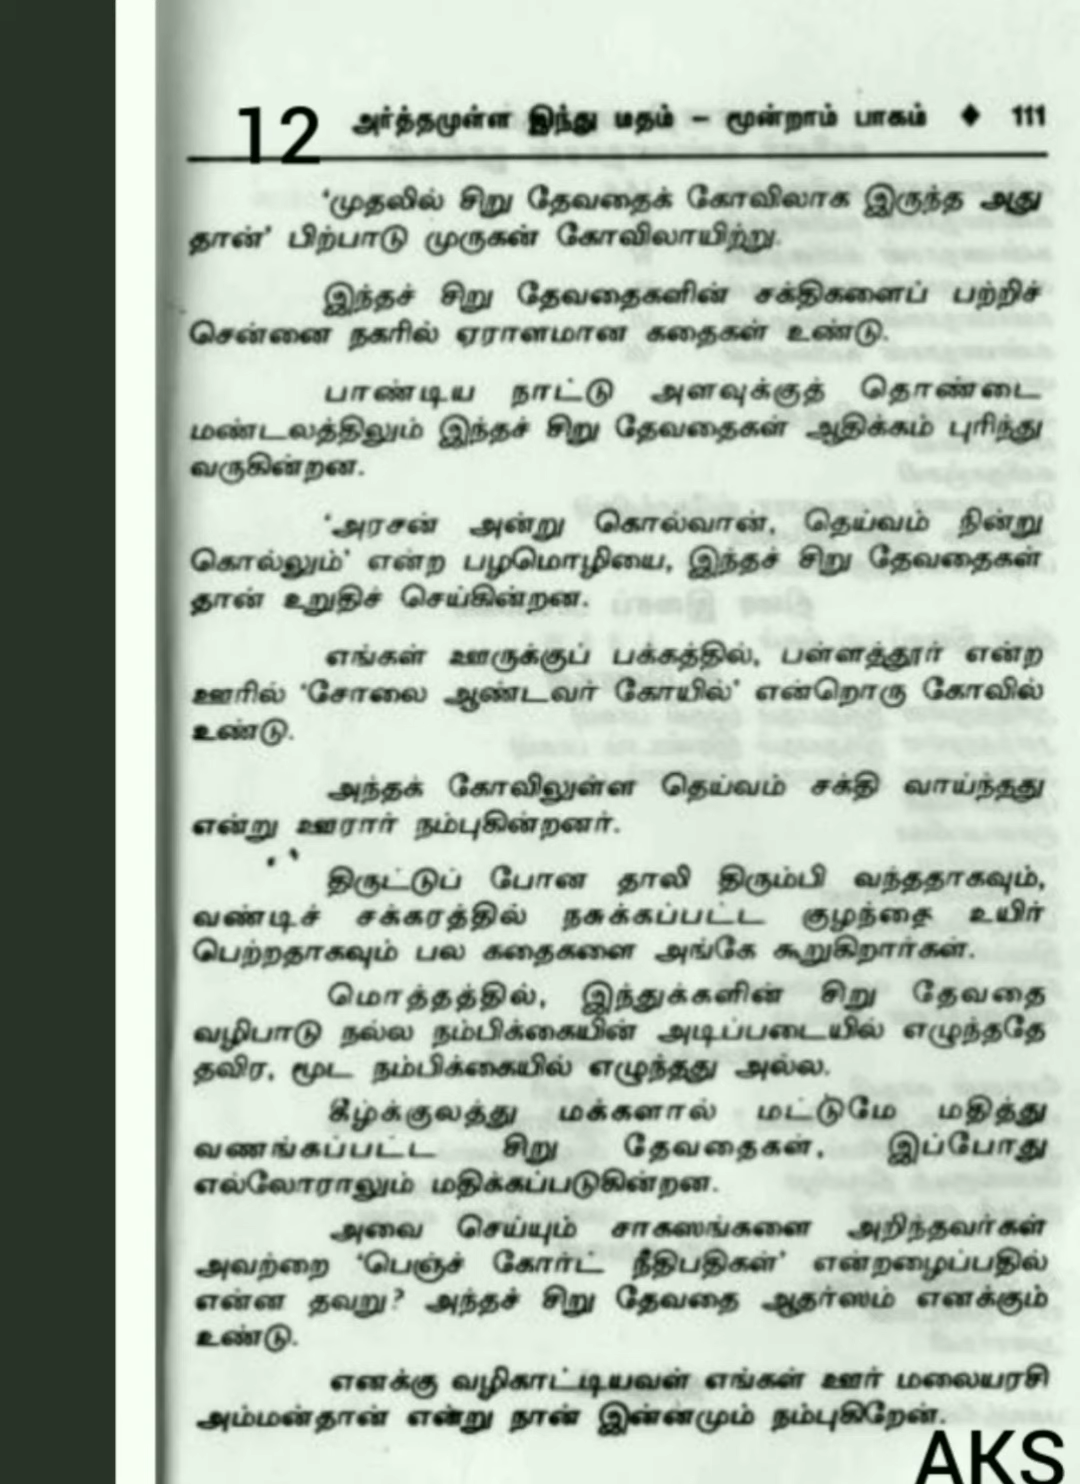 12 அர்த்தமுள்ள இந்து மதம் – மூன்றாம் பாகம் ◆ 111
‘முதலில் சிறு தேவதைக் கோவிலாக இருந்த அது
தான்’ பிற்பாடு முருகன் கோவிலாயிற்று.
இந்தச் சிறு தேவதைகளின் சக்திகளைப் பற்றிச்
சென்னை நகரில் ஏராளமான கதைகள் உண்டு.
பாண்டிய நாட்டு அளவுக்குத் தொண்டை
மண்டலத்திலும் இந்தச் சிறு தேவதைகள் ஆதிக்கம் புரிந்து
வருகின்றன.
‘அரசன் அன்று கொல்வான், தெய்வம் நின்று
கொல்லும்’ என்ற பழமொழியை, இந்தச் சிறு தேவதைகள்
தான் உறுதிச் செய்கின்றன.
எங்கள் ஊருக்குப் பக்கத்தில், பள்ளத்தூர் என்ற
ஊரில் ‘சோலை ஆண்டவர் கோயில்’ என்றொரு கோவில்
உண்டு.
அந்தக் கோவிலுள்ள தெய்வம் சக்தி வாய்ந்தது
என்று ஊரார் நம்புகின்றனர்.
திருட்டுப் போன தாலி திரும்பி வந்ததாகவும்,
வண்டிச் சக்கரத்தில் நசுக்கப்பட்ட குழந்தை உயிர்
பெற்றதாகவும் பல கதைகளை அங்கே கூறுகிறார்கள்.
மொத்தத்தில், இந்துக்களின் சிறு தேவதை
வழிபாடு நல்ல நம்பிக்கையின் அடிப்படையில் எழுந்ததே
தவிர, மூட நம்பிக்கையில் எழுந்தது அல்ல.
கீழ்க்குலத்து மக்களால் மட்டுமே மதித்து
வணங்கப்பட்ட சிறு தேவதைகள், இப்போது
எல்லோராலும் மதிக்கப்படுகின்றன.
அவை செய்யும் சாகஸங்களை அறிந்தவர்கள்
அவற்றை ‘பெஞ்ச் கோர்ட் நீதிபதிகள்’ என்றழைப்பதில்
என்ன தவறு? அந்தச் சிறு தேவதை ஆதர்ஸம் எனக்கும்
உண்டு.
எனக்கு வழிகாட்டியவள் எங்கள் ஊர் மலையரசி
அம்மன்தான் என்று நான் இன்னமும் நம்புகிறேன்.
AKS